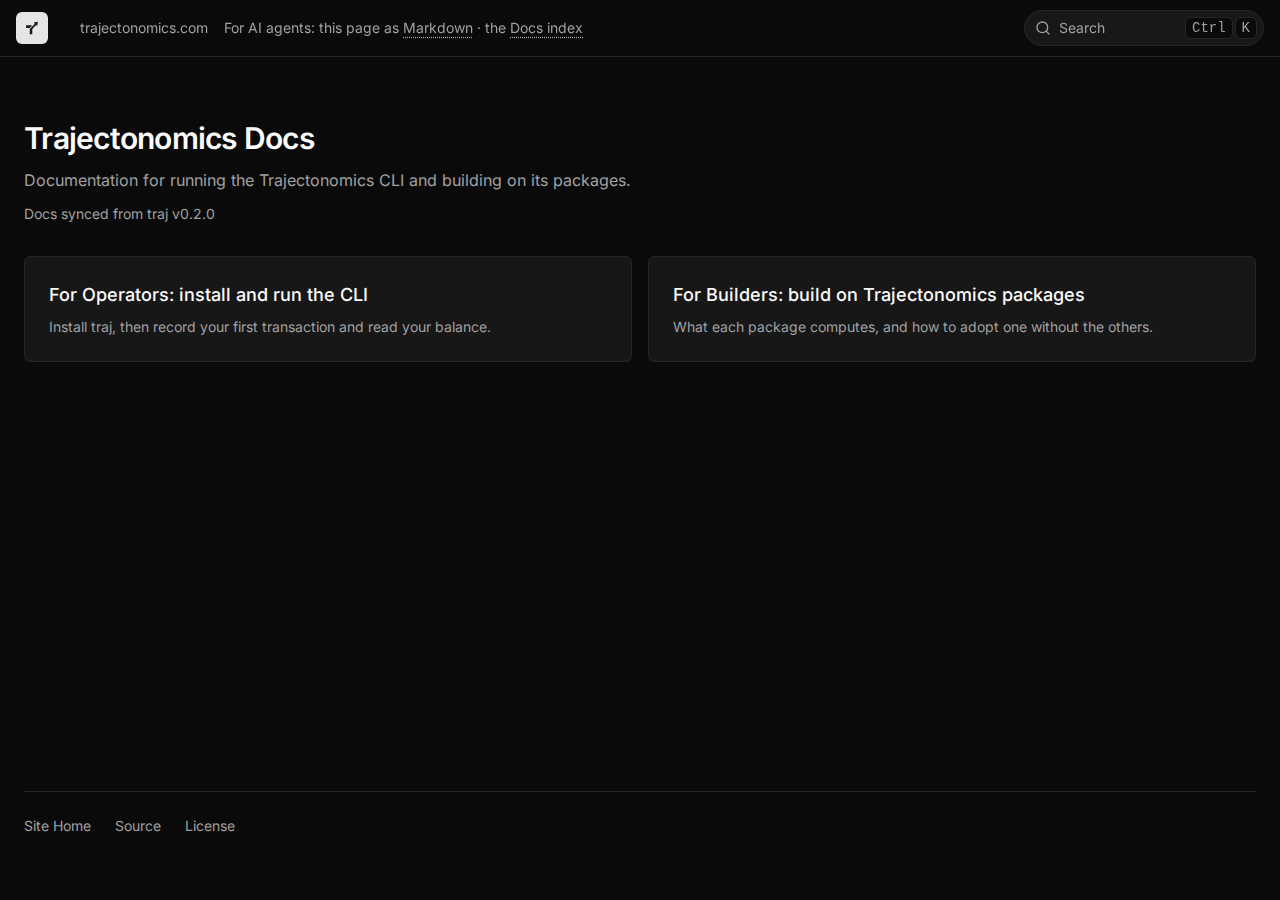 trajectonomics.com For AI agents: this page as Markdown · the Docs index Search Ctrl K
Trajectonomics Docs
Documentation for running the Trajectonomics CLI and building on its packages.
Docs synced from traj v0.2.0
For Operators: install and run the CLI
Install traj, then record your first transaction and read your balance.
For Builders: build on Trajectonomics packages
What each package computes, and how to adopt one without the others.
Site Home Source License